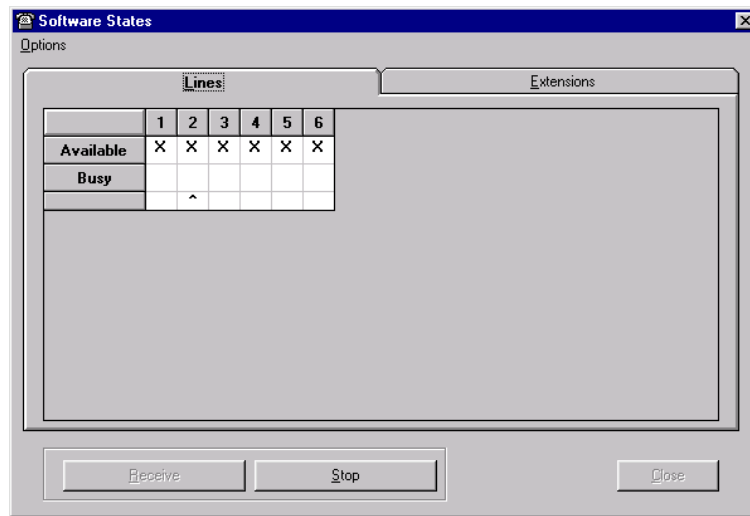 Software States
Options
Lines Extensions
1 2 3 4 5 6
Available X X X X X X
Busy
^
Receive Stop Close